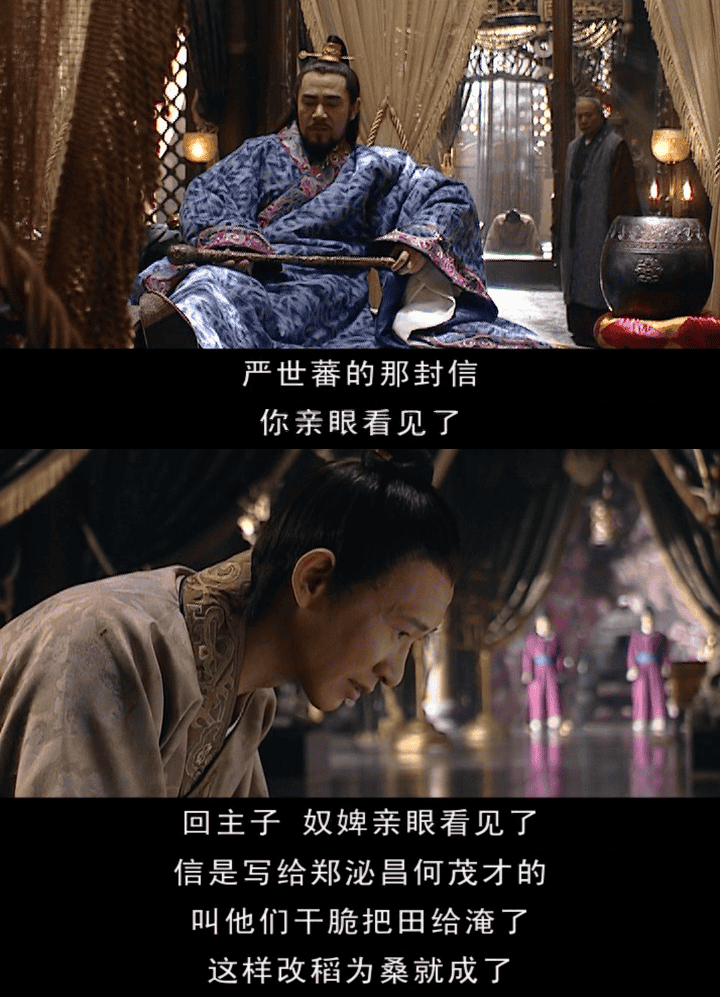 严世蕃的那封信
你亲眼看见了
回主子 奴婢亲眼看见了
信是写给郑泌昌何茂才的
叫他们干脆把田给淹了
这样改稻为桑就成了